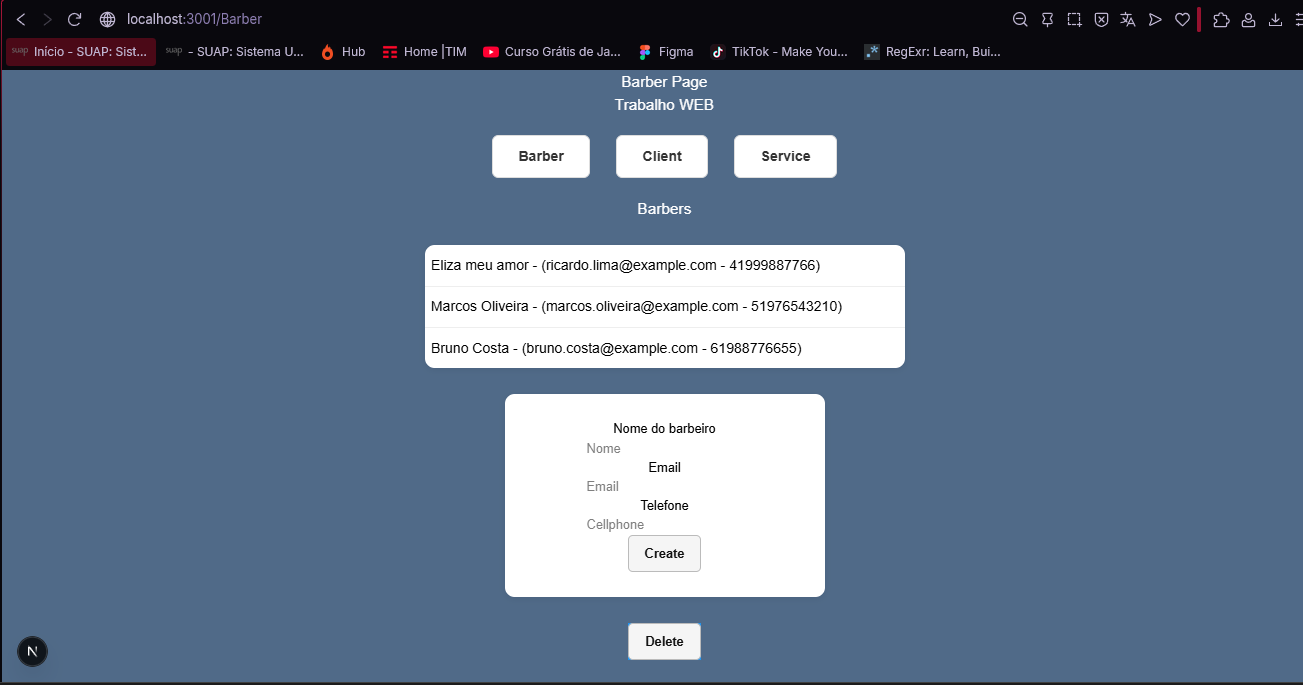 localhost:3001/Barber
suap Início - SUAP: Sist... suap - SUAP: Sistema U... Hub Home |TIM Curso Grátis de Ja... Figma TikTok - Make You... RegExr: Learn, Bui...
Barber Page
Trabalho WEB
Barber Client Service
Barbers
Eliza meu amor - (ricardo.lima@example.com - 41999887766)
Marcos Oliveira - (marcos.oliveira@example.com - 51976543210)
Bruno Costa - (bruno.costa@example.com - 61988776655)
Nome do barbeiro
Nome
Email
Email
Telefone
Cellphone
Create
Delete
N